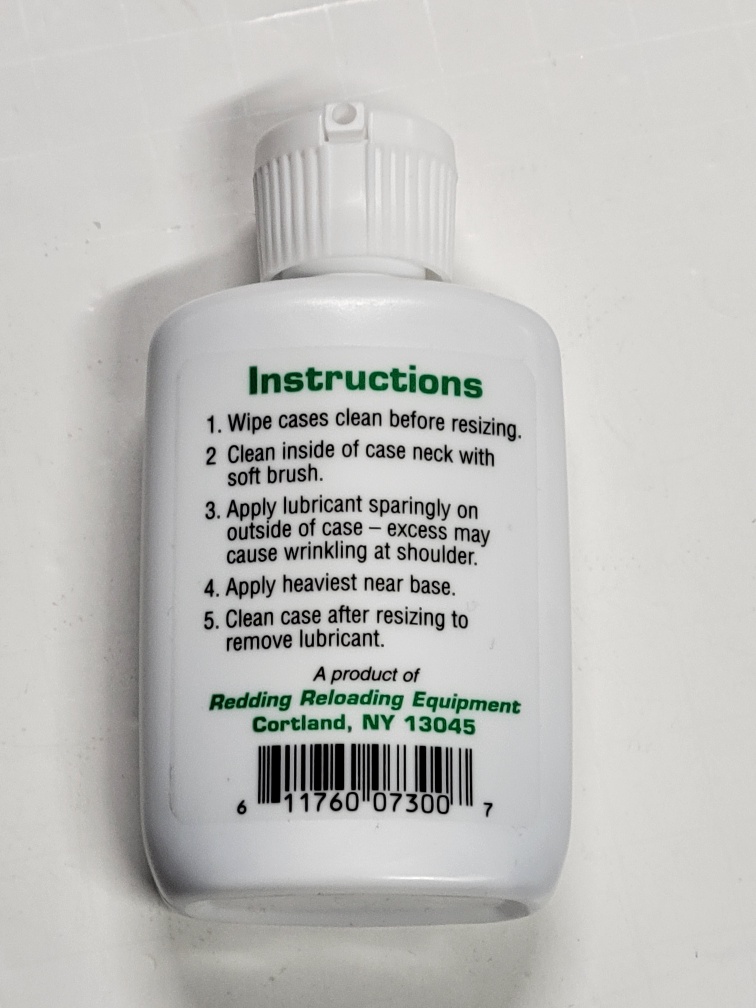 Instructions
1. Wipe cases clean before resizing.
2 Clean inside of case neck with
soft brush.
3. Apply lubricant sparingly on
outside of case – excess may
cause wrinkling at shoulder.
4. Apply heaviest near base.
5. Clean case after resizing to
remove lubricant.
A product of
Redding Reloading Equipment
Cortland, NY 13045
6 11760 07300 7